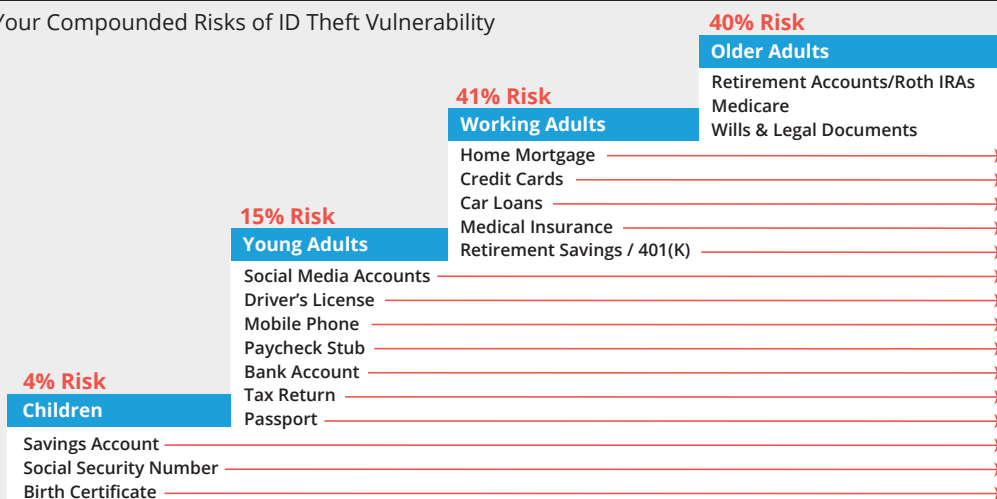 Your Compounded Risks of ID Theft Vulnerability
40% Risk
Older Adults
Retirement Accounts/Roth IRAs
Medicare
Wills & Legal Documents
41% Risk
Working Adults
Home Mortgage
Credit Cards
Car Loans
Medical Insurance
Retirement Savings / 401(K)
15% Risk
Young Adults
Social Media Accounts
Driver’s License
Mobile Phone
Paycheck Stub
Bank Account
Tax Return
Passport
4% Risk
Children
Savings Account
Social Security Number
Birth Certificate